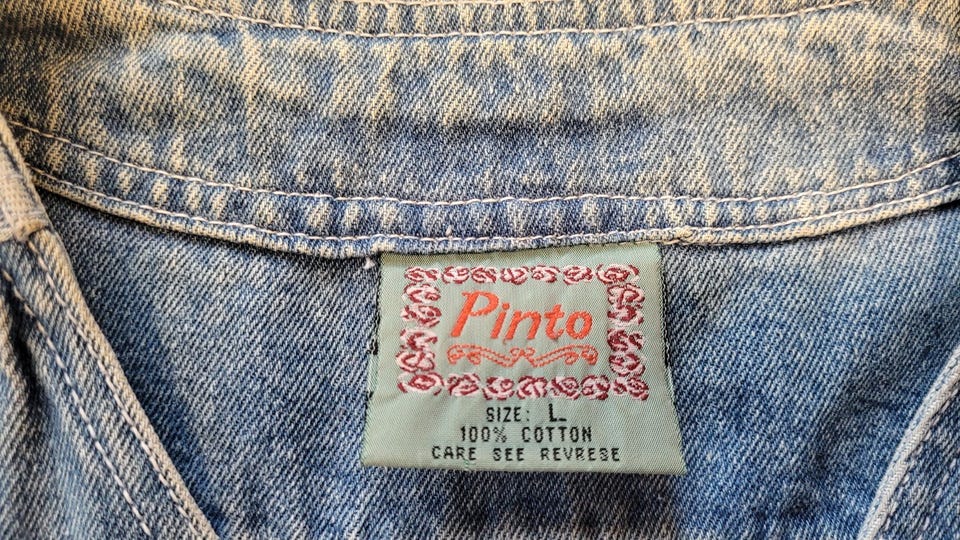 Pinto
SIZE: L
100% COTTON
CARE SEE REVRESE